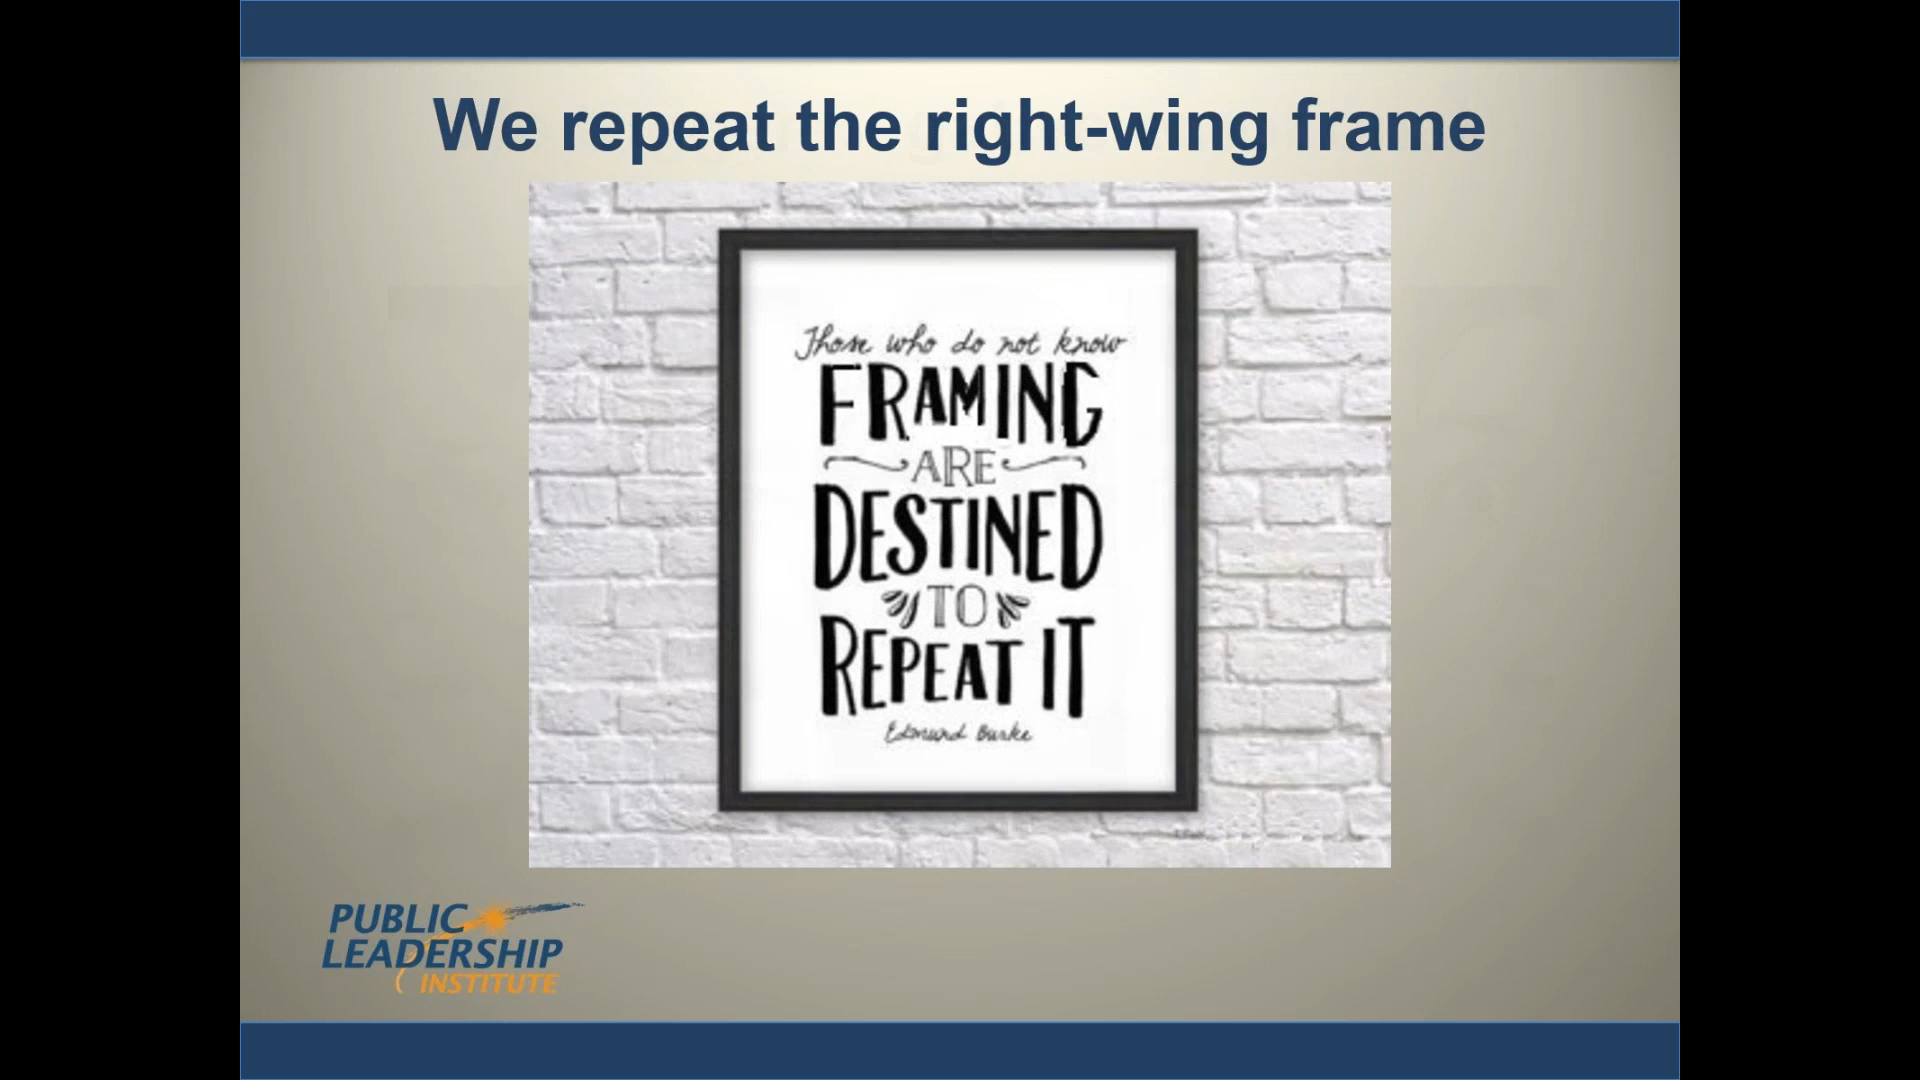 We repeat the right-wing frame
Those who do not know
FRAMING
ARE
DESTINED
TO
REPEAT IT
Edmund Burke
PUBLIC
LEADERSHIP
INSTITUTE